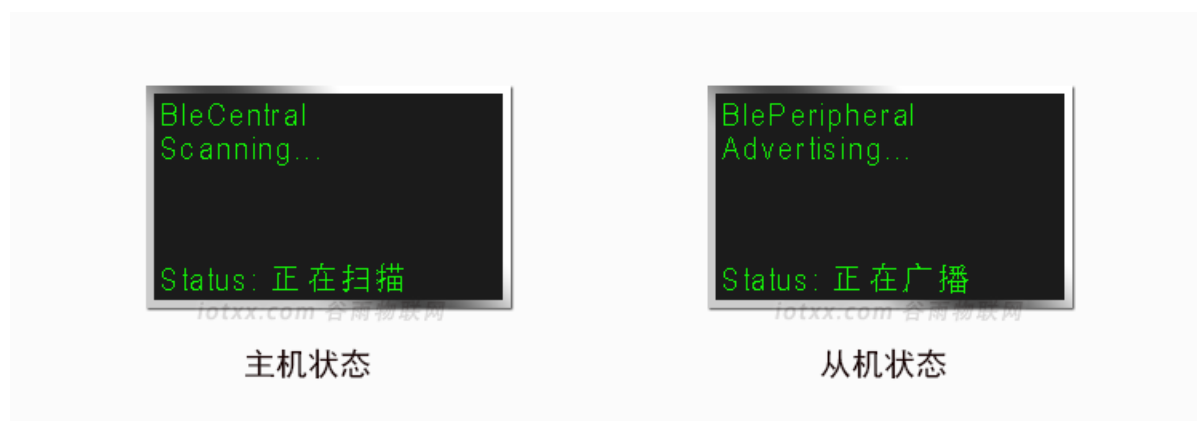 BleCentral
Scanning...
Status: 正在扫描
iotxx.com 谷雨物联网
主机状态
BlePeripheral
Advertising...
Status: 正在广播
iotxx.com 谷雨物联网
从机状态